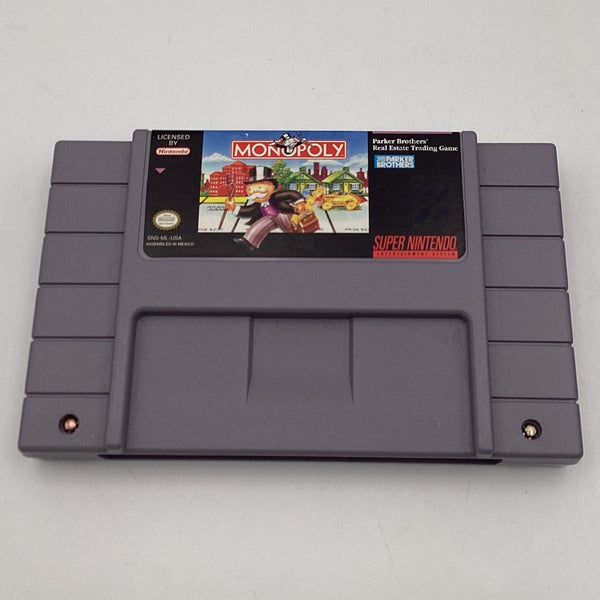 LICENSED
BY
Nintendo
MONOPOLY
Parker Brothers'
Real Estate Trading Game
PARKER
BROTHERS
SNS-ML-USA
ASSEMBLED IN MEXICO
SUPER NINTENDO
ENTERTAINMENT SYSTEM